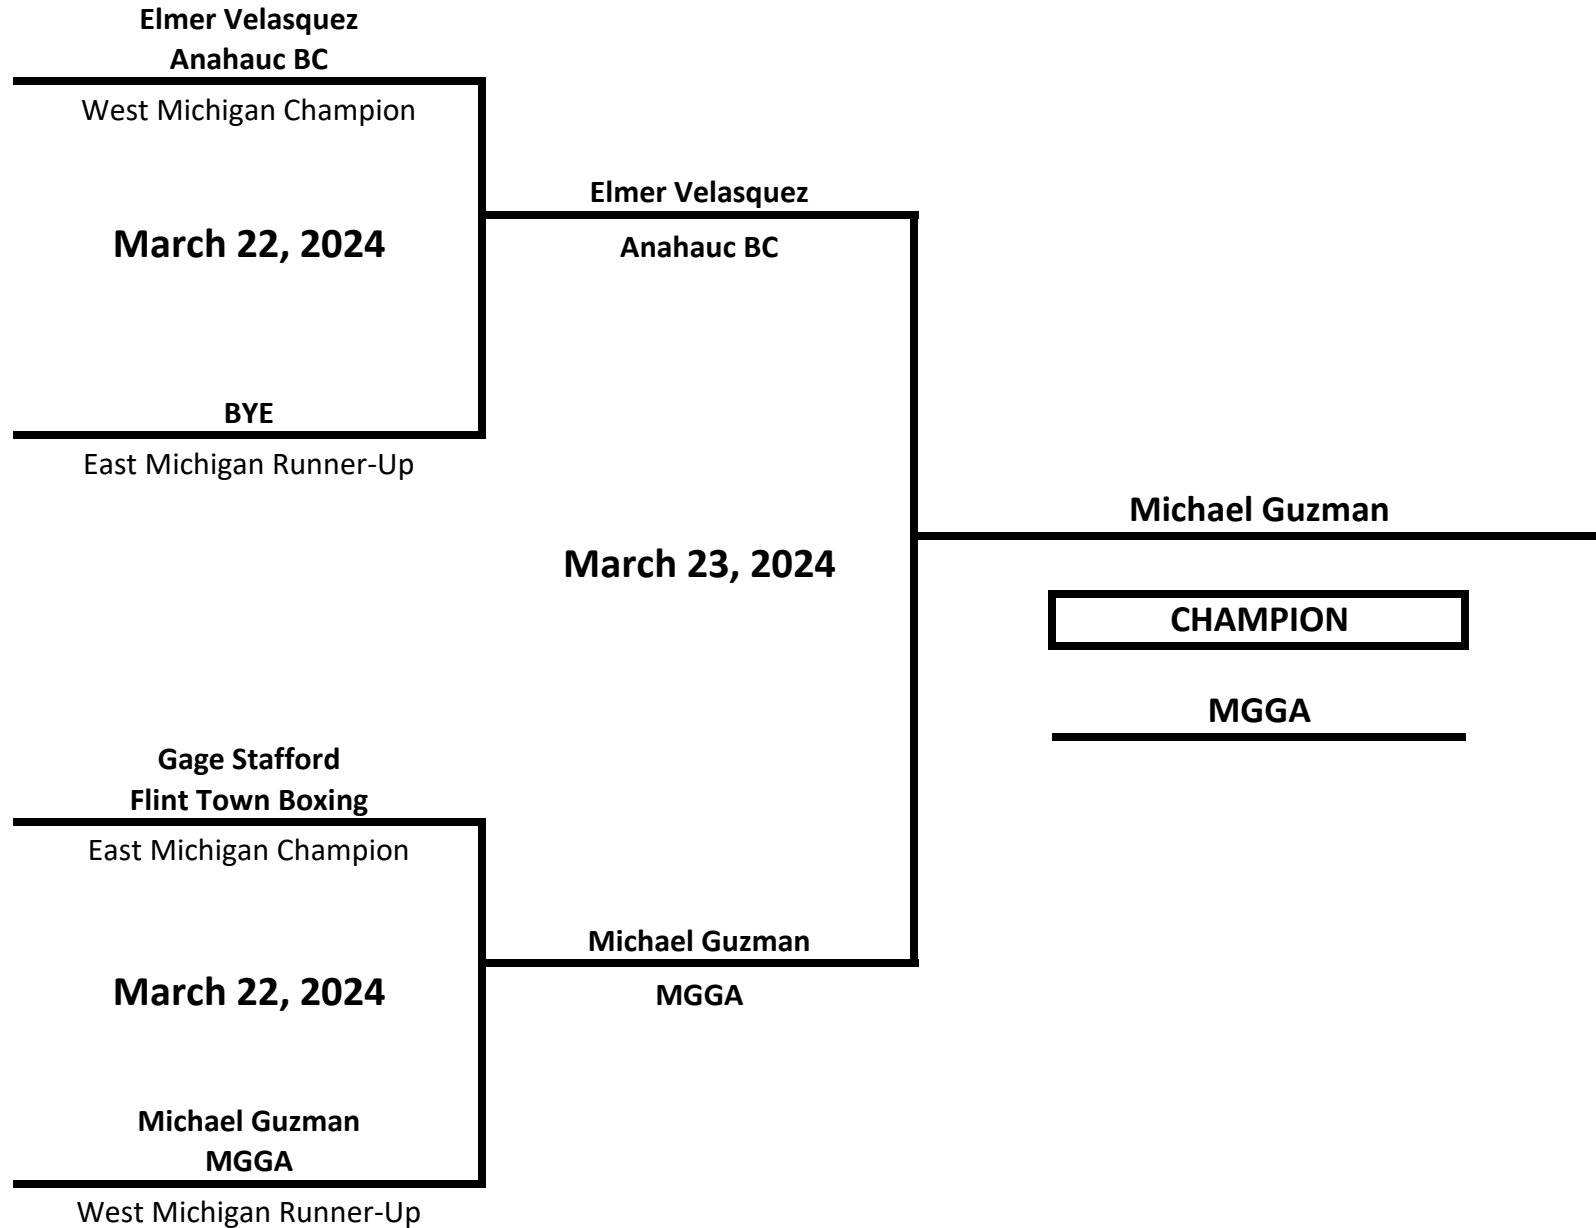 Elmer Velasquez
Anahauc BC
West Michigan Champion
March 22, 2024
BYE
East Michigan Runner-Up
Elmer Velasquez
Anahauc BC
March 23, 2024
Michael Guzman
CHAMPION
MGGA
Gage Stafford
Flint Town Boxing
East Michigan Champion
March 22, 2024
Michael Guzman
MGGA
West Michigan Runner-Up
Michael Guzman
MGGA